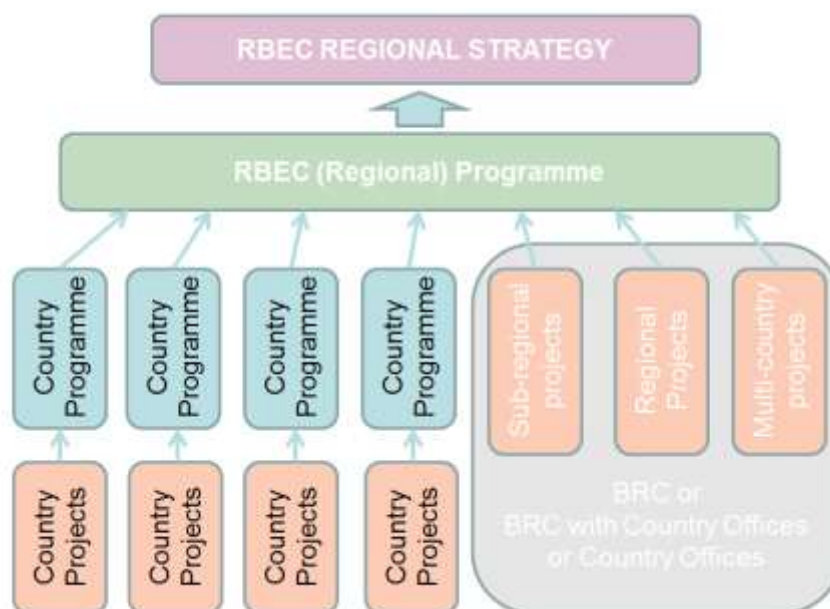 RBEC REGIONAL STRATEGY
RBEC (Regional) Programme
Country
Programme
Country
Programme
Country
Programme
Country
Programme
Sub-regional
projects
Regional
Projects
Multi-country
projects
Country
Projects
Country
Projects
Country
Projects
Country
Projects
BRC or
BRC with Country Offices
or Country Offices